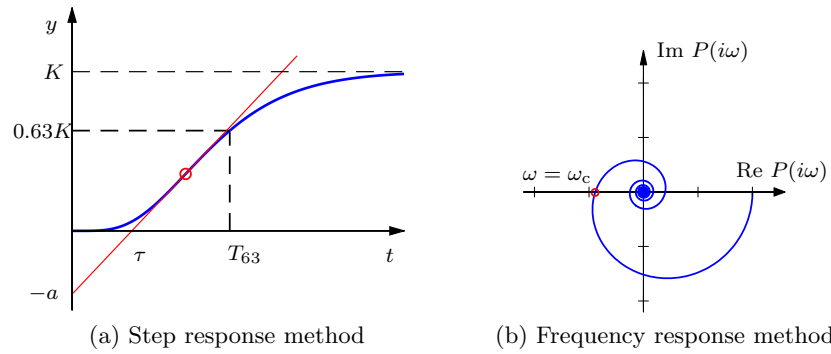 y
K
0.63K
−a
τ
T63
t
(a) Step response method
Im P(iω)
ω = ωc
Re P(iω)
(b) Frequency response method